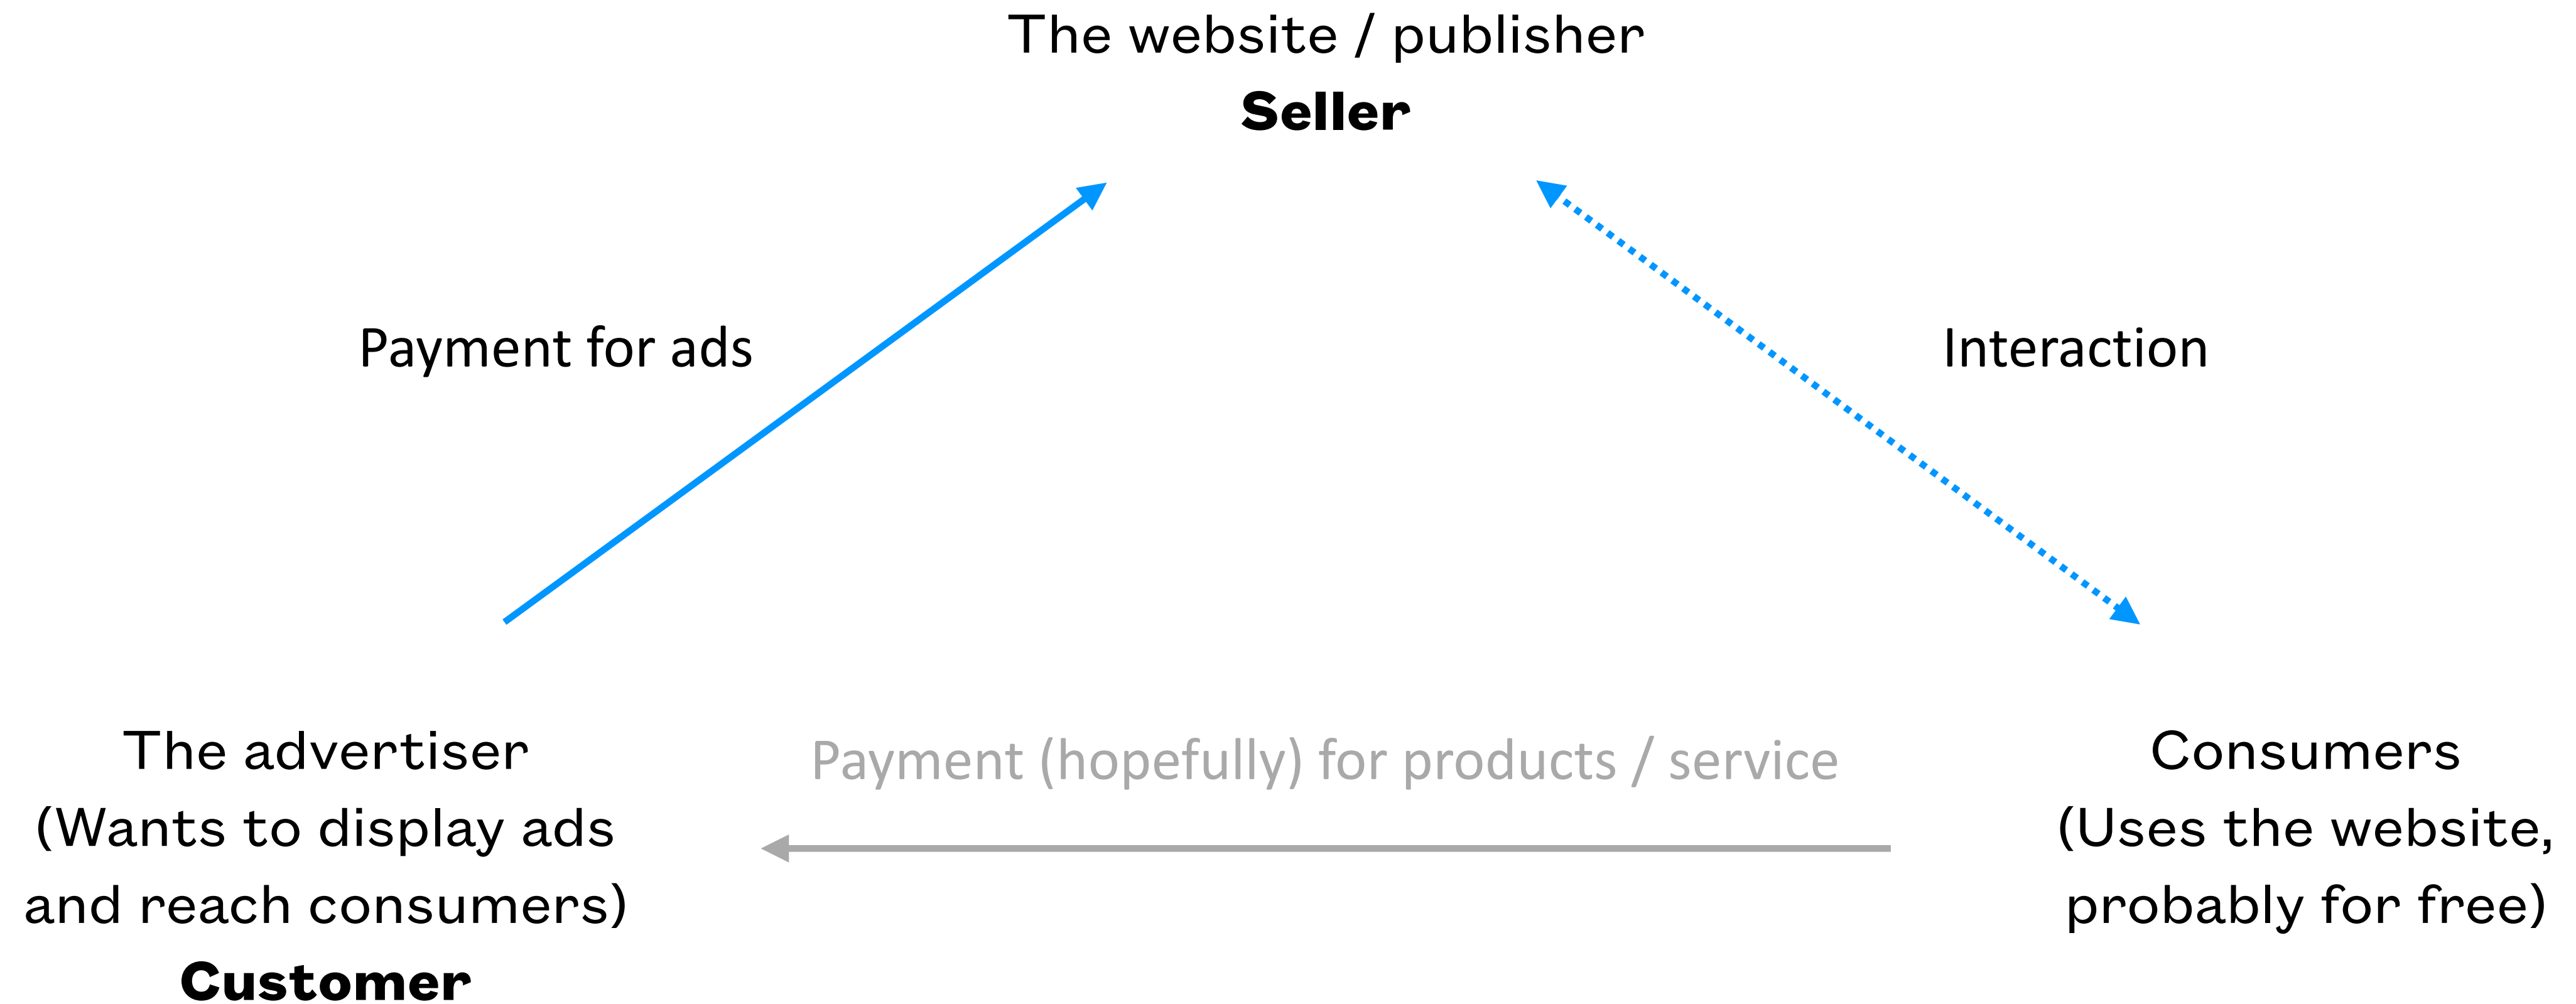 The website / publisher
Seller
Payment for ads
Interaction
The advertiser
(Wants to display ads
and reach consumers)
Customer
Payment (hopefully) for products / service
Consumers
(Uses the website,
probably for free)